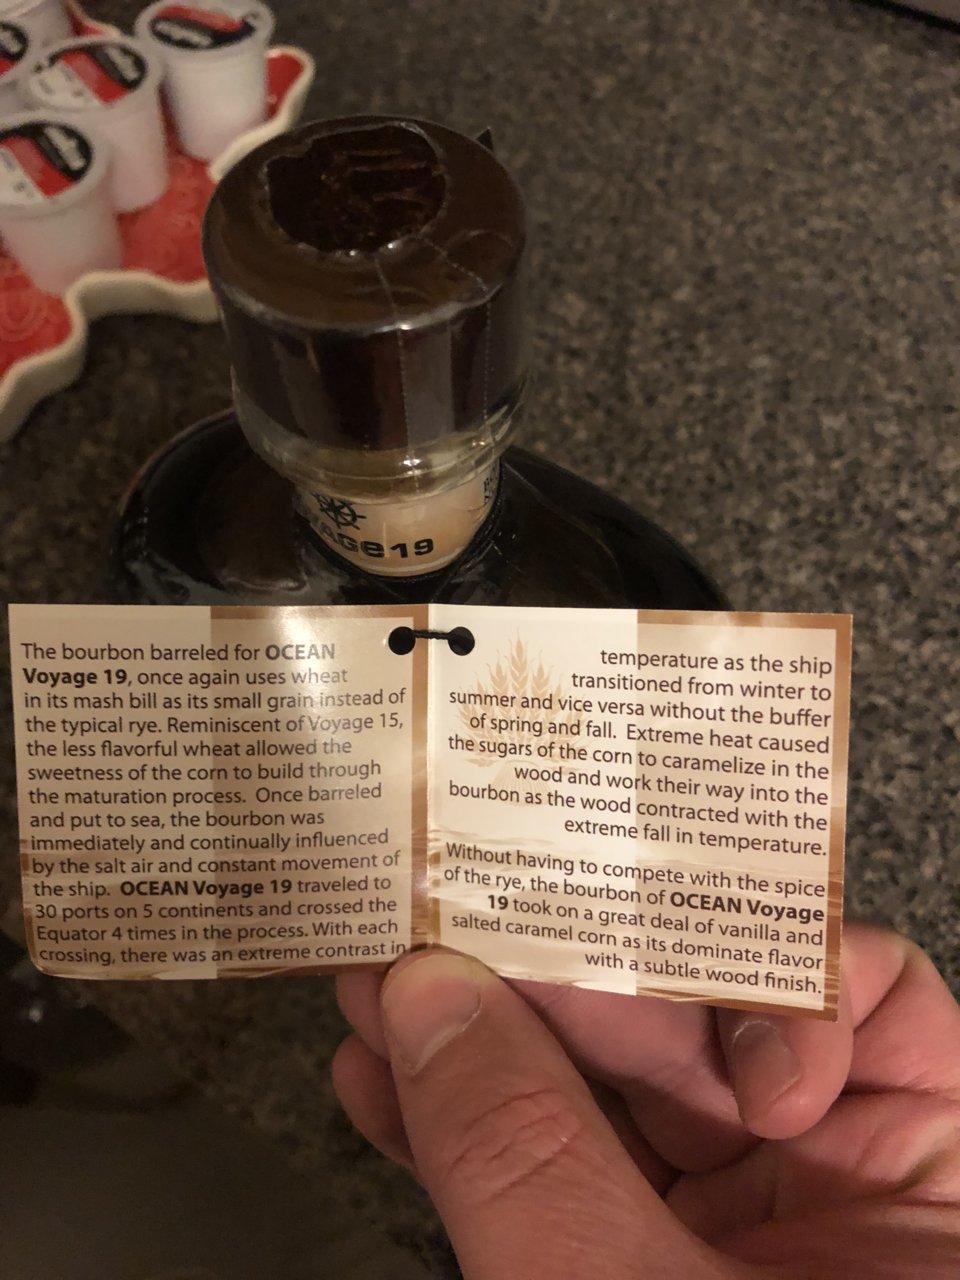 AGe 19
The bourbon barreled for OCEAN
Voyage 19, once again uses wheat
in its mash bill as its small grain instead of
the typical rye. Reminiscent of Voyage 15,
the less flavorful wheat allowed the
sweetness of the corn to build through
the maturation process. Once barreled
and put to sea, the bourbon was
immediately and continually influenced
by the salt air and constant movement of
the ship. OCEAN Voyage 19 traveled to
30 ports on 5 continents and crossed the
Equator 4 times in the process. With each
crossing, there was an extreme contrast in
temperature as the ship
transitioned from winter to
summer and vice versa without the buffer
of spring and fall. Extreme heat caused
the sugars of the corn to caramelize in the
wood and work their way into the
bourbon as the wood contracted with the
extreme fall in temperature.
Without having to compete with the spice
of the rye, the bourbon of OCEAN Voyage
19 took on a great deal of vanilla and
salted caramel corn as its dominate flavor
with a subtle wood finish.